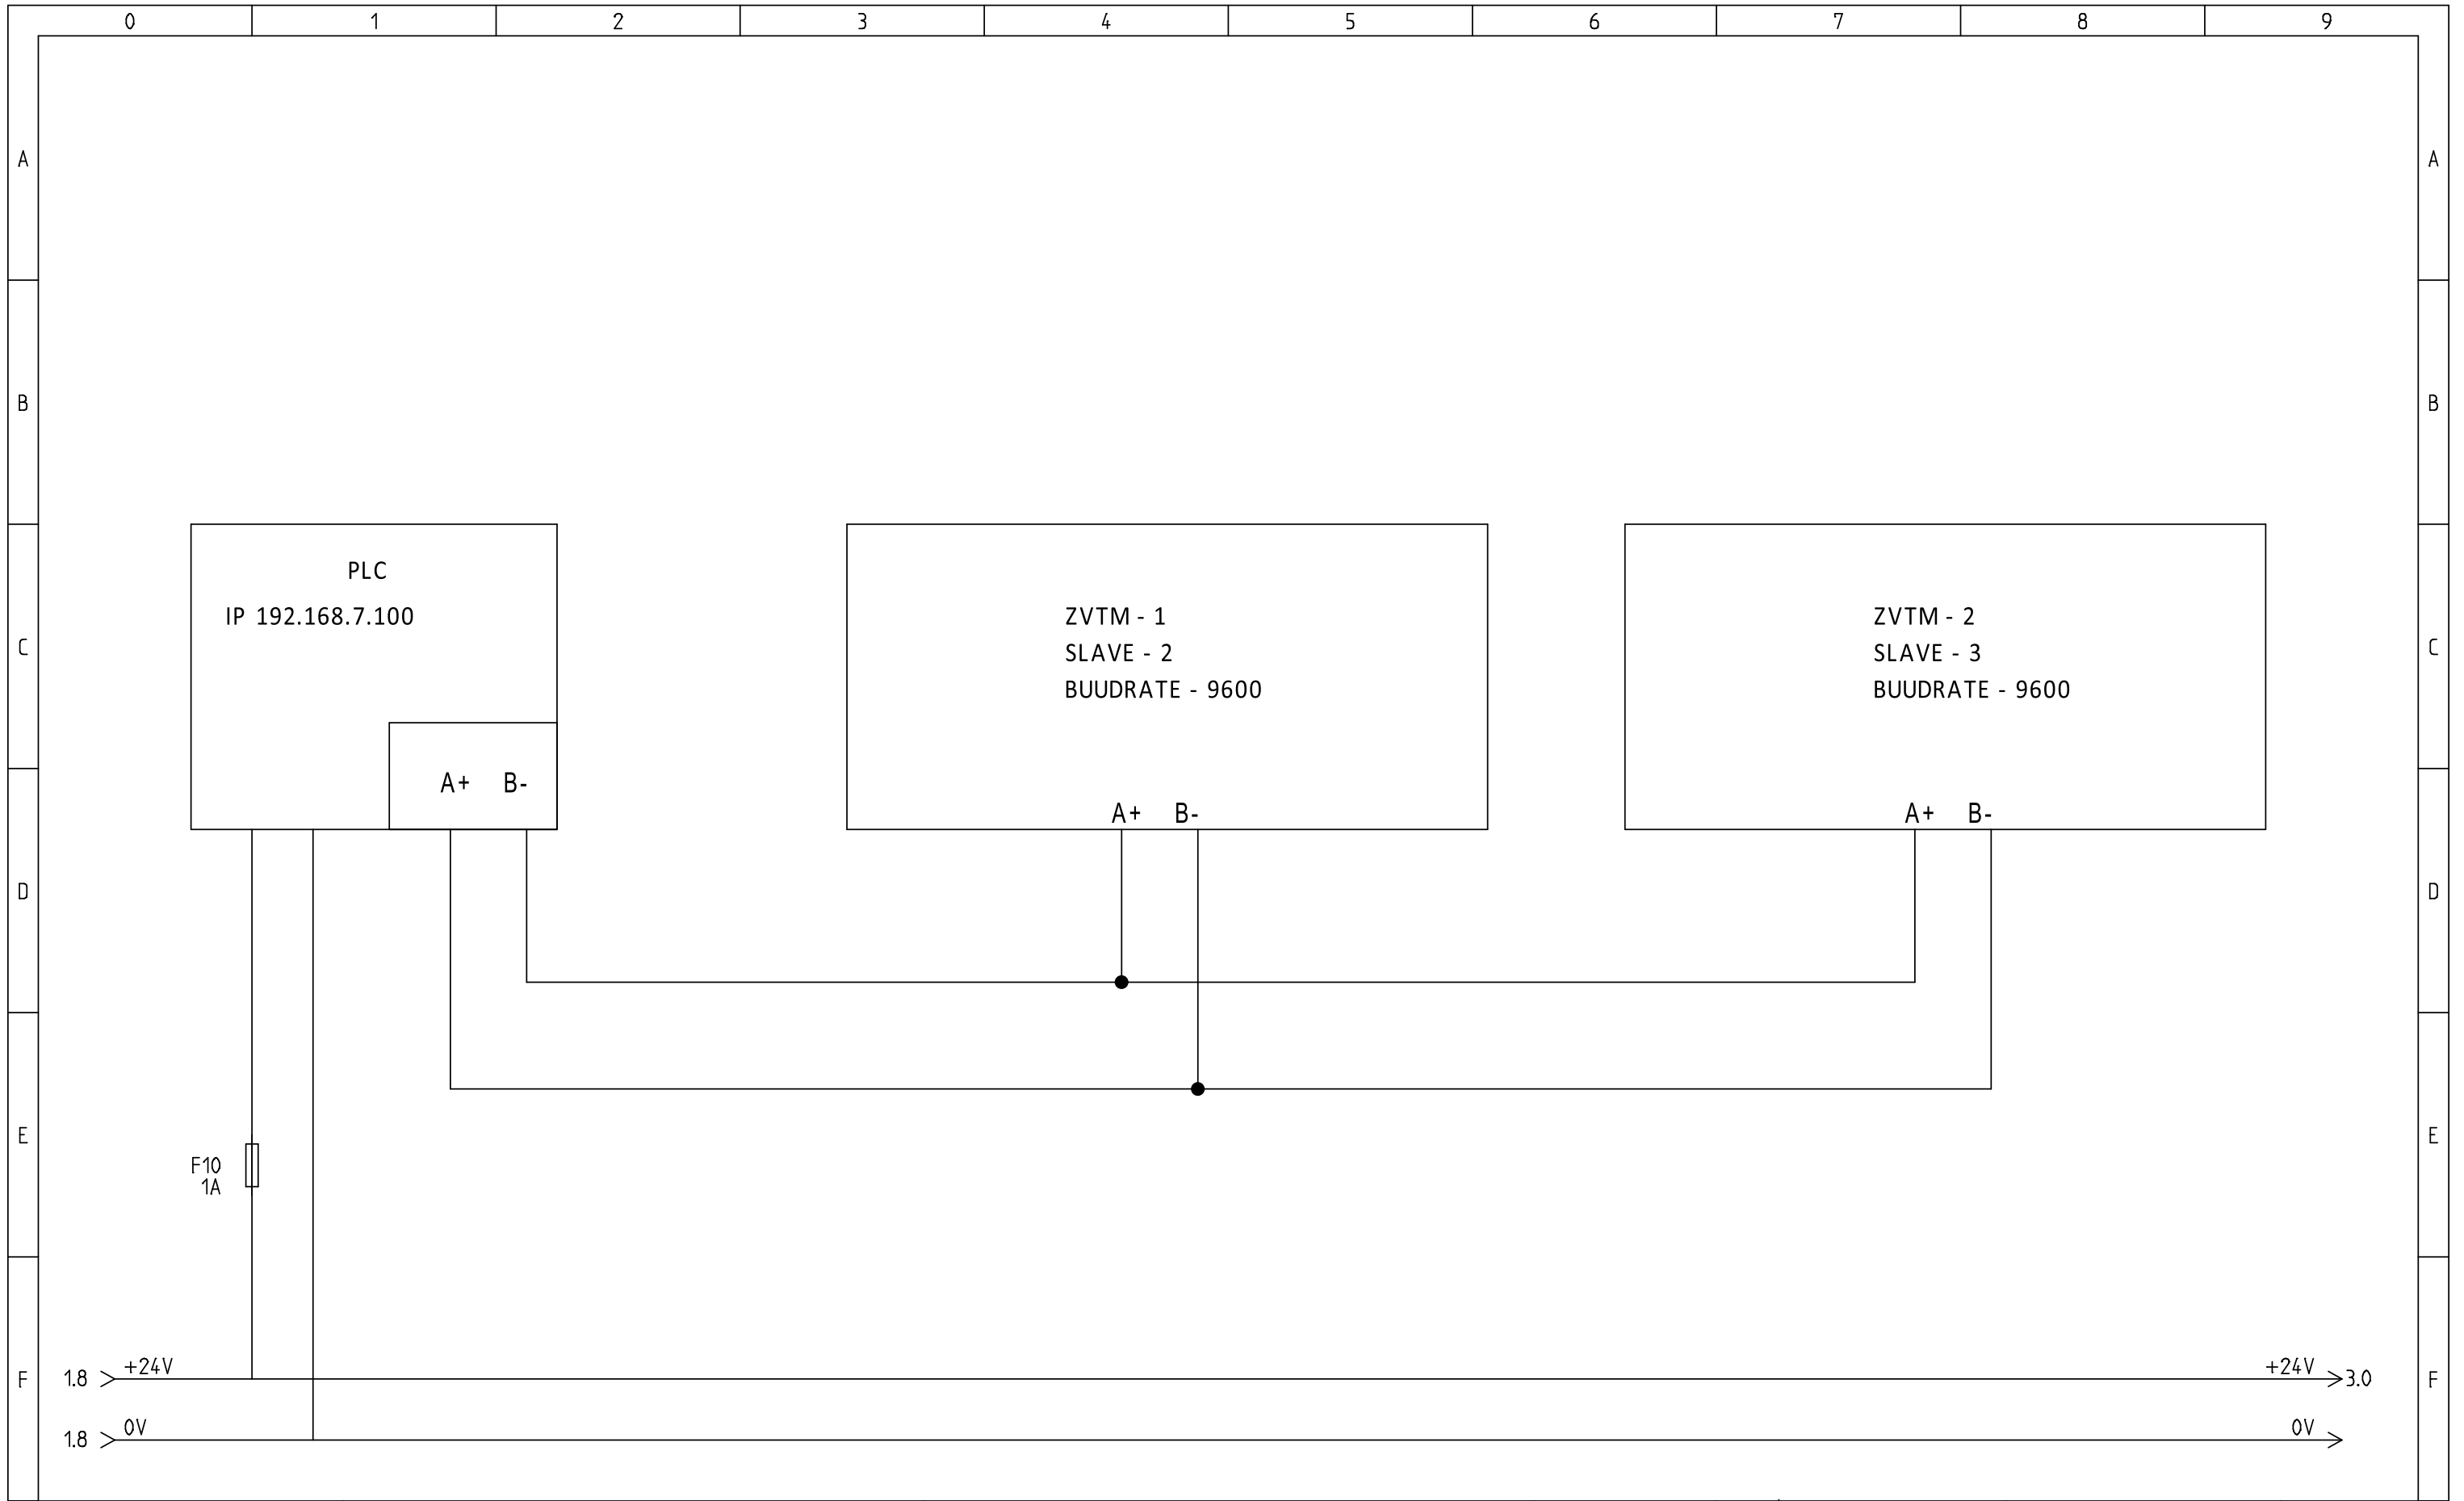 0 1 2 3 4 5 6 7 8 9
A A
B B
PLC
IP 192.168.7.100
ZVTM - 1
SLAVE - 2
BUUDRATE - 9600
ZVTM - 2
SLAVE - 3
BUUDRATE - 9600
C C
A+ B-
A+ B-
A+ B-
D D
E E
F10
1A
F F
1.8 +24V +24V 3.0
1.8 0V 0V